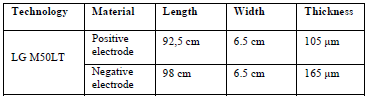 Technology Material Length Width Thickness
LG M50LT
Positive electrode 92,5 cm 6.5 cm 105 μm
Negative electrode 98 cm 6.5 cm 165 μm